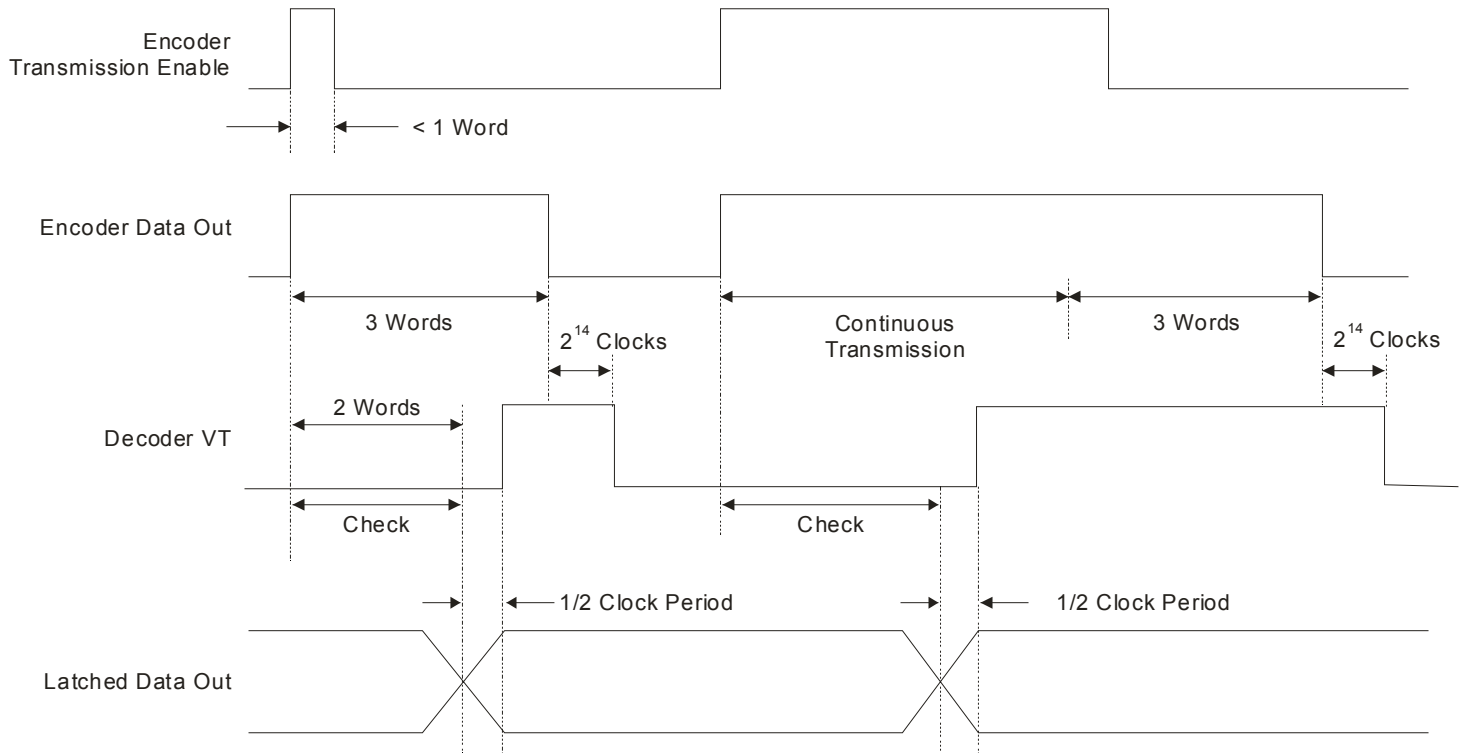 Encoder
Transmission Enable
< 1 Word
Encoder Data Out
3 Words
Continuous
Transmission
3 Words
2^14 Clocks
2^14 Clocks
2 Words
Decoder VT
Check
Check
1/2 Clock Period
1/2 Clock Period
Latched Data Out